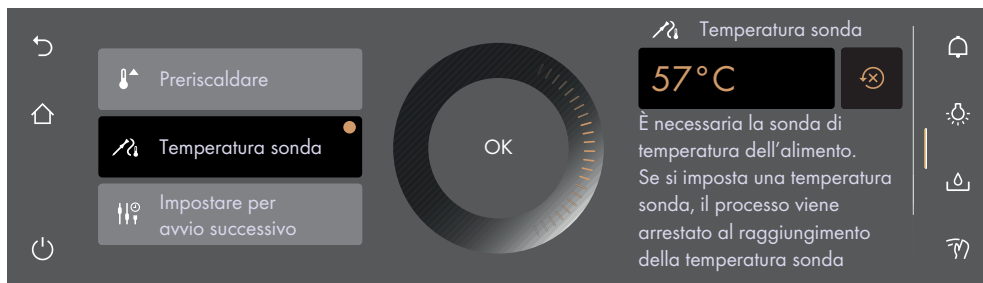 Preriscaldare
Temperatura sonda
Impostare per
avvio successivo
OK
Temperatura sonda
57°C
È necessaria la sonda di
temperatura dell'alimento.
Se si imposta una temperatura
sonda, il processo viene
arrestato al raggiungimento
della temperatura sonda